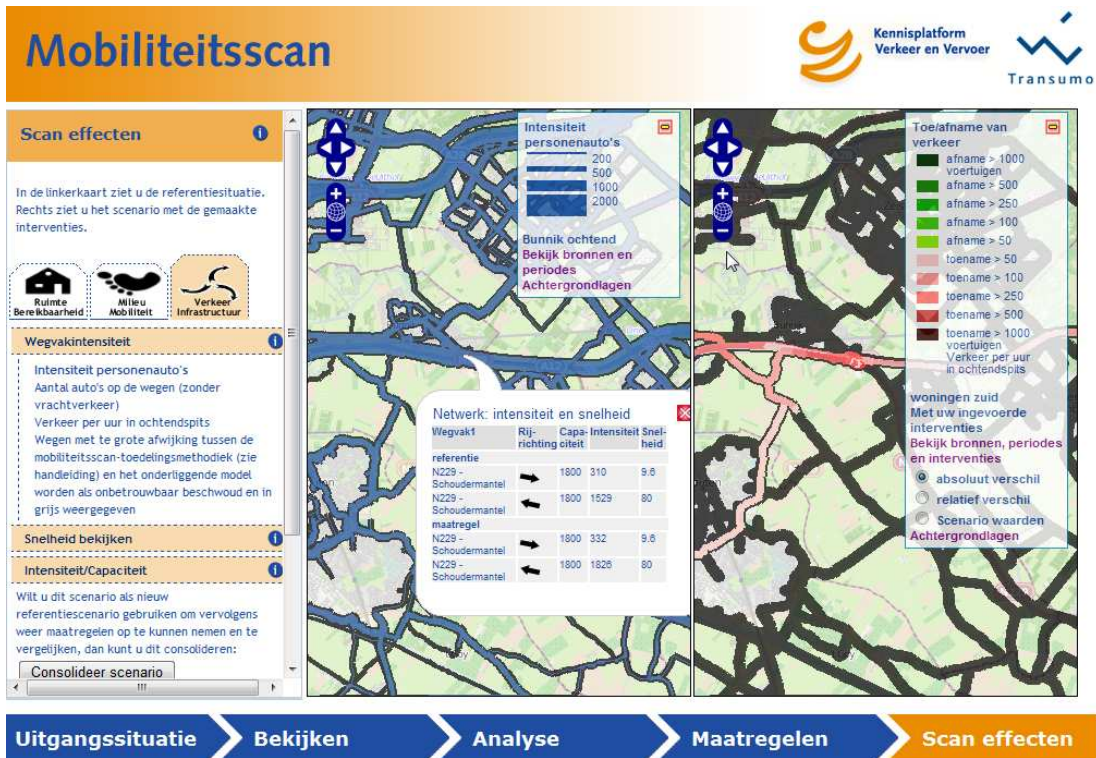 Mobiliteitsscan
Kennisplatform
Verkeer en Vervoer
Transumo
Scan effecten
In de linkerkaart ziet u de referentiesituatie.
Rechts ziet u het scenario met de gemaakte
interventies.
Ruimte
Bereikbaarheid
Milieu
Mobiliteit
Verkeer
Infrastructuur
Wegvakintensiteit
Intensiteit personenauto's
Aantal auto's op de wegen (zonder
vrachtverkeer)
Verkeer per uur in ochtendspits
Wegen met te grote afwijking tussen de
mobiliteitsscan-toedelingsmethodiek (zie
handleiding) en het onderliggende model
worden als onbetrouwbaar beschwoud en in
grijs weergegeven
Snelheid bekijken
Intensiteit/Capaciteit
Wilt u dit scenario als nieuw
referentiescenario gebruiken om vervolgens
weer maatregelen op te kunnen nemen en te
vergelijken, dan kunt u dit consolideren:
Consolideer scenario
Intensiteit
personenauto's
200
500
1000
2000
Bunnik ochtend
Bekijk bronnen en
periodes
Achtergrondlagen
Netwerk: intensiteit en snelheid
Wegvak1 Rij-richting Capa-citeit Intensiteit Snel-heid
referentie
N229 - Schoudermantel 1800 310 9.6
N229 - Schoudermantel 1800 1529 80
maatregel
N229 - Schoudermantel 1800 332 9.6
N229 - Schoudermantel 1800 1826 80
Toe/afname van
verkeer
afname > 1000
voertuigen
afname > 500
afname > 250
afname > 100
afname > 50
toename > 50
toename > 100
toename > 250
toename > 500
toename > 1000
voertuigen
Verkeer per uur
in ochtendspits
woningen zuid
Met uw ingevoerde
interventies
Bekijk bronnen, periodes
en interventies
absoluut verschil
relatief verschil
Scenario waarden
Achtergrondlagen
Uitgangssituatie
Bekijken
Analyse
Maatregelen
Scan effecten